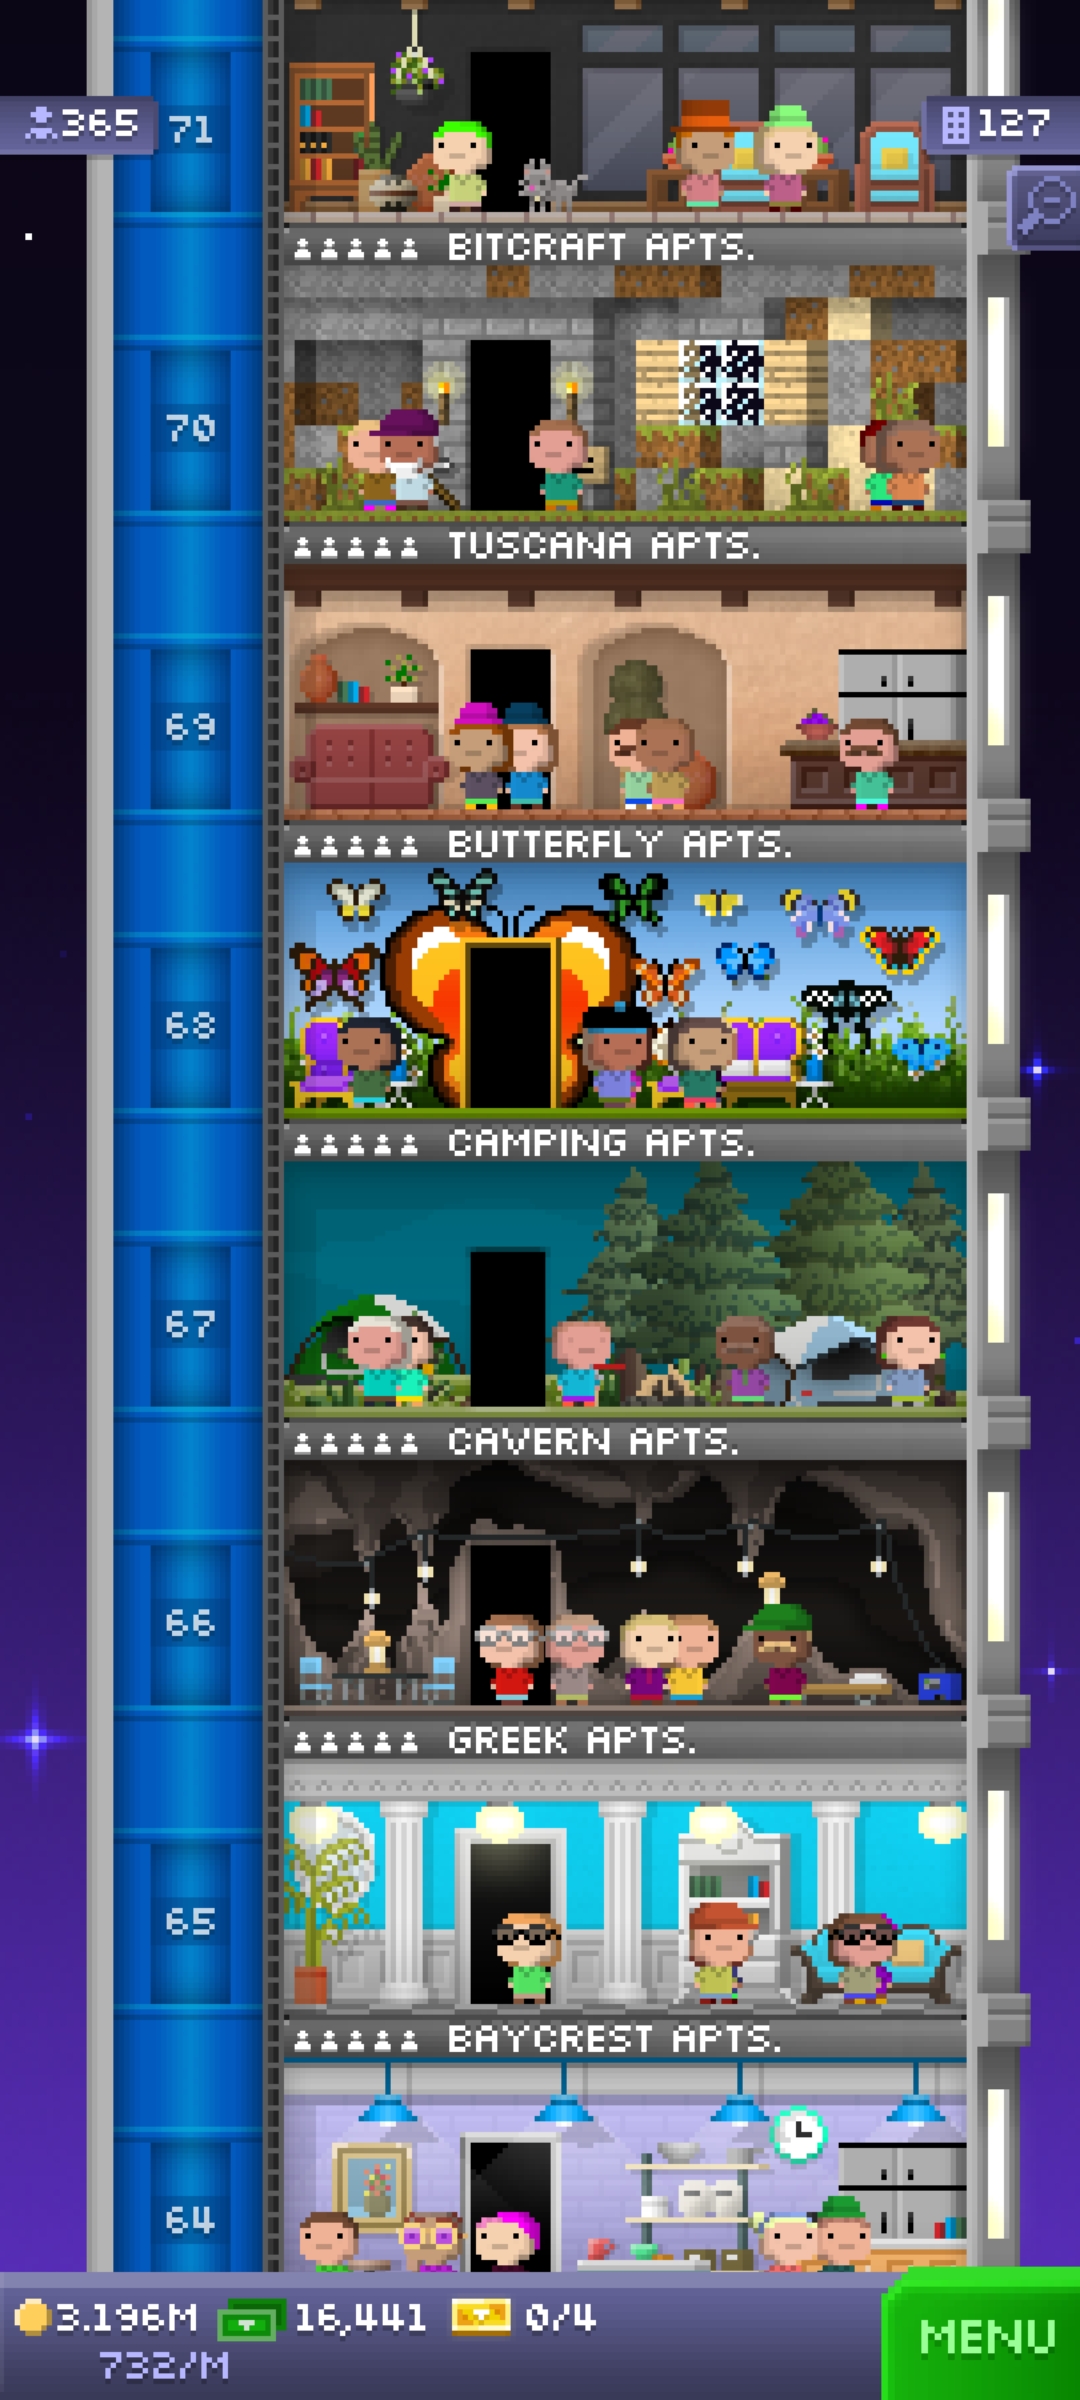 365
71
127
BITCRAFT APTS.
70
TUSCANA APTS.
69
BUTTERFLY APTS.
68
CAMPING APTS.
67
CAVERN APTS.
66
GREEK APTS.
65
BAYCREST APTS.
64
3.196M
16,441
0/4
732/M
MENU